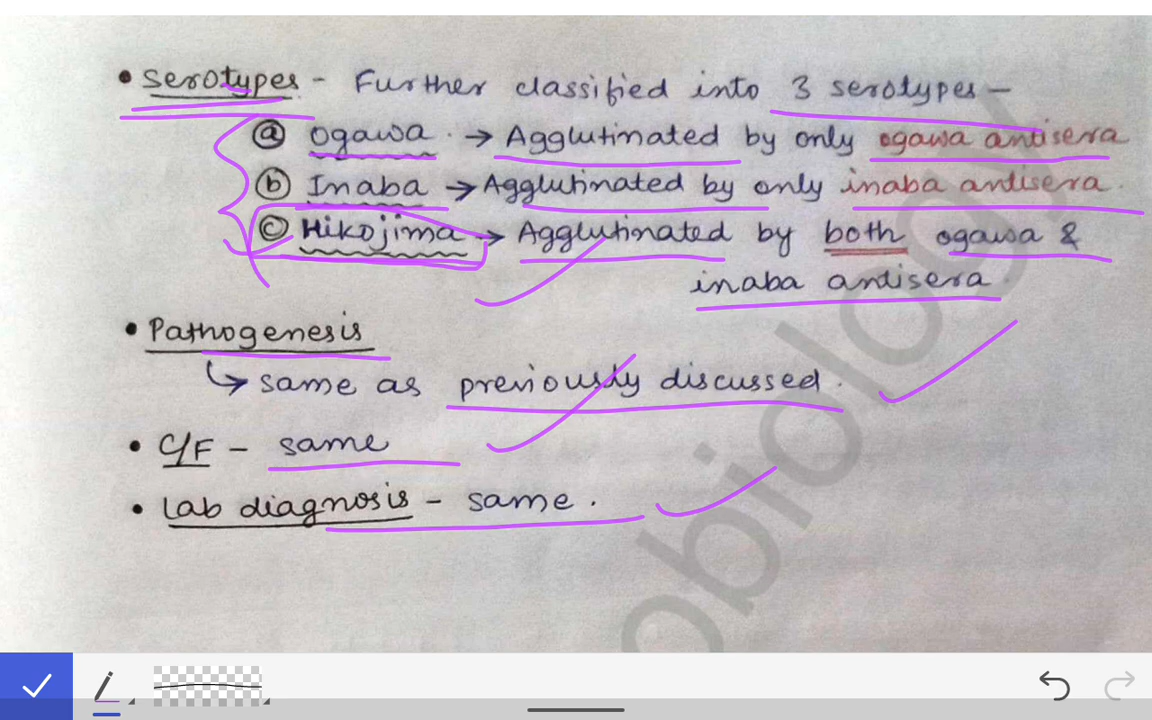 • Serotypes - Further classified into 3 serotypes -
ⓐ Ogawa → Agglutinated by only ogawa antisera
ⓑ Inaba → Agglutinated by only inaba antisera.
ⓒ Hikojima → Agglutinated by both ogawa &
inaba antisera.
• Pathogenesis
↳ same as previously discussed.
• C/F - same
• Lab diagnosis - same.
obiology